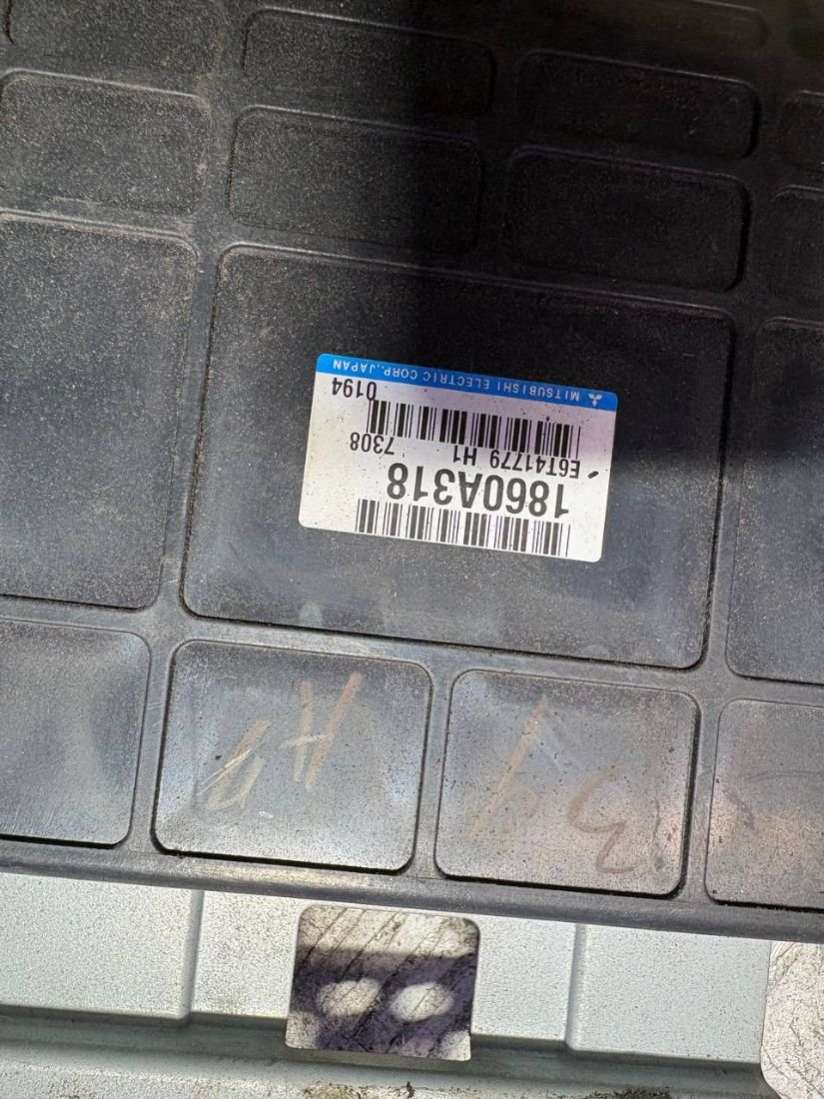 MITSUBISHI ELECTRIC CORP.,JAPAN
0194
E6T41779 H1 7308
1860A318